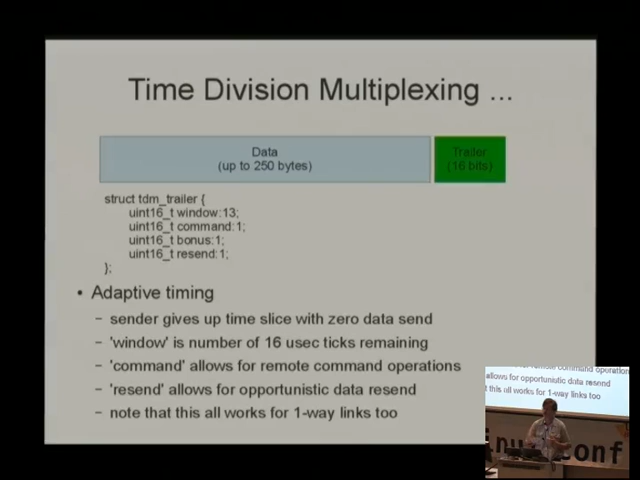 Time Division Multiplexing ...
Data
(up to 250 bytes)
Trailer
(16 bits)
struct tdm_trailer {
uint16_t window:13;
uint16_t command:1;
uint16_t bonus:1;
uint16_t resend:1;
};
• Adaptive timing
– sender gives up time slice with zero data send
– 'window' is number of 16 usec ticks remaining
– 'command' allows for remote command operations
– 'resend' allows for opportunistic data resend
– note that this all works for 1-way links too
command operations
allows for opportunistic data resend
this all works for 1-way links too
conf